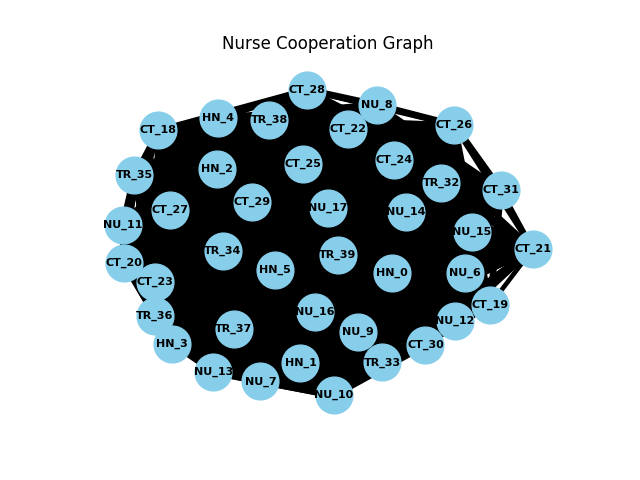 Nurse Cooperation Graph
CT_28
NU_8
HN_4
TR_38
CT_26
CT_18
CT_22
CT_24
CT_25
HN_2
TR_35
TR_32
CT_31
CT_29
NU_17
CT_27
NU_14
NU_11
NU_15
CT_21
TR_34
TR_39
CT_20
HN_5
HN_0
NU_6
CT_23
CT_19
NU_16
TR_36
NU_12
TR_37
NU_9
HN_3
CT_30
HN_1
TR_33
NU_13
NU_7
NU_10